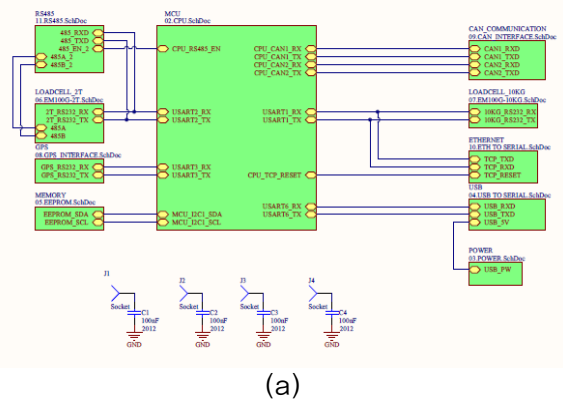 RS485
11.RS485.SchDoc
485_RXD
485_TXD
485_EN_2
485A_2
485B_2
LOADCELL_2T
06.EM100G-2T.SchDoc
2T_RS232_RX
2T_RS232_TX
485A
485B
GPS
08.GPS_INTERFACE.SchDoc
GPS_RS232_RX
GPS_RS232_TX
MEMORY
05.EEPROM.SchDoc
EEPROM_SDA
EEPROM_SCL
MCU
02.CPU.SchDoc
CPU_RS485_EN
USART2_RX
USART2_TX
USART3_RX
USART3_TX
MCU_I2C1_SDA
MCU_I2C1_SCL
CPU_CAN1_RX
CPU_CAN1_TX
CPU_CAN2_RX
CPU_CAN2_TX
USART1_RX
USART1_TX
CPU_TCP_RESET
USART6_RX
USART6_TX
CAN_COMMUNICATION
09.CAN_INTERFACE.SchDoc
CAN1_RXD
CAN1_TXD
CAN2_RXD
CAN2_TXD
LOADCELL_10KG
07.EM100G-10KG.SchDoc
10KG_RS232_RX
10KG_RS232_TX
ETHERNET
10.ETH TO SERIAL.SchDoc
TCP_TXD
TCP_RXD
TCP_RESET
USB
04.USB TO SERIAL.SchDoc
USB_RXD
USB_TXD
USB_5V
POWER
03.POWER.SchDoc
USB_PW
J1
Socket
C1
100nF
2012
GND
J2
Socket
C2
100nF
2012
GND
J3
Socket
C3
100nF
2012
GND
J4
Socket
C4
100nF
2012
GND
(a)